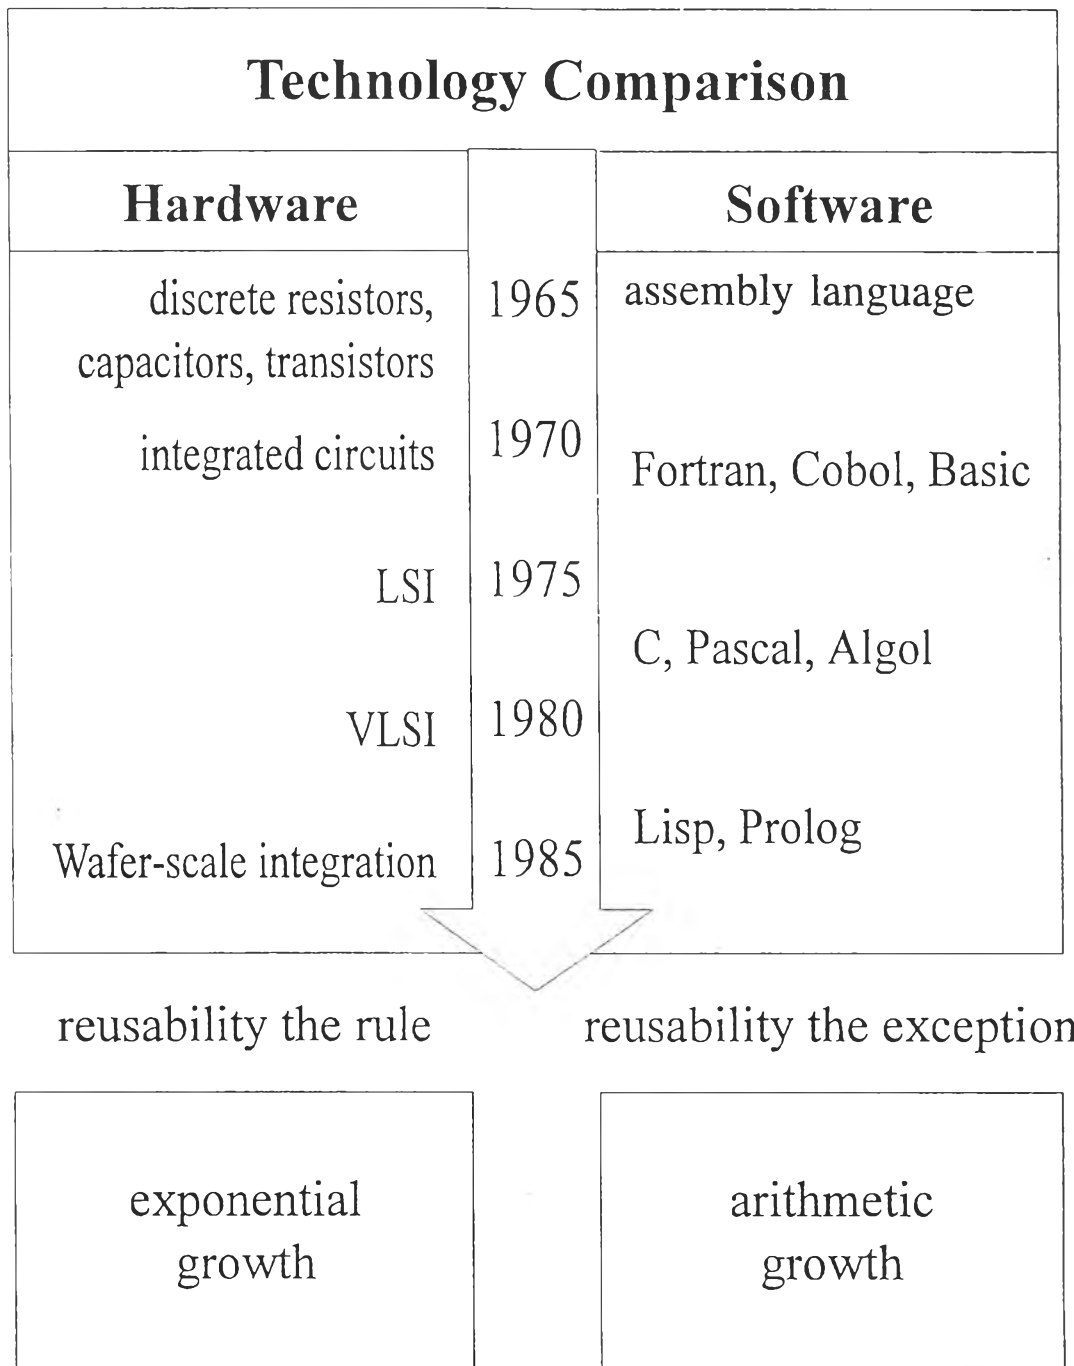 Technology Comparison
Hardware
Software
discrete resistors,
capacitors, transistors
1965
assembly language
integrated circuits
1970
Fortran, Cobol, Basic
LSI
1975
C, Pascal, Algol
VLSI
1980
Lisp, Prolog
Wafer-scale integration
1985
reusability the rule
reusability the exception
exponential
growth
arithmetic
growth